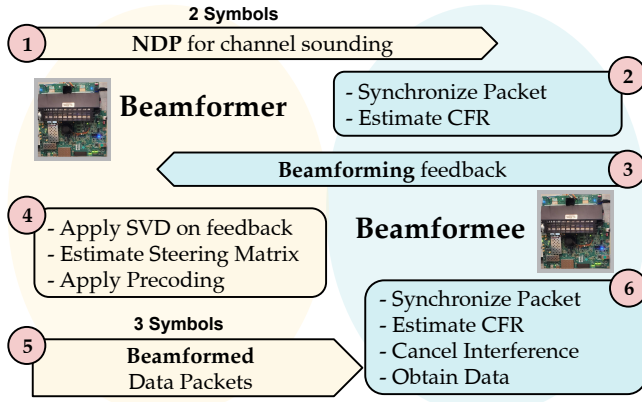 2 Symbols
1
NDP for channel sounding
2
- Synchronize Packet
- Estimate CFR
Beamformer
Beamforming feedback
3
4
- Apply SVD on feedback
- Estimate Steering Matrix
- Apply Precoding
Beamformee
6
- Synchronize Packet
- Estimate CFR
- Cancel Interference
- Obtain Data
3 Symbols
5
Beamformed
Data Packets